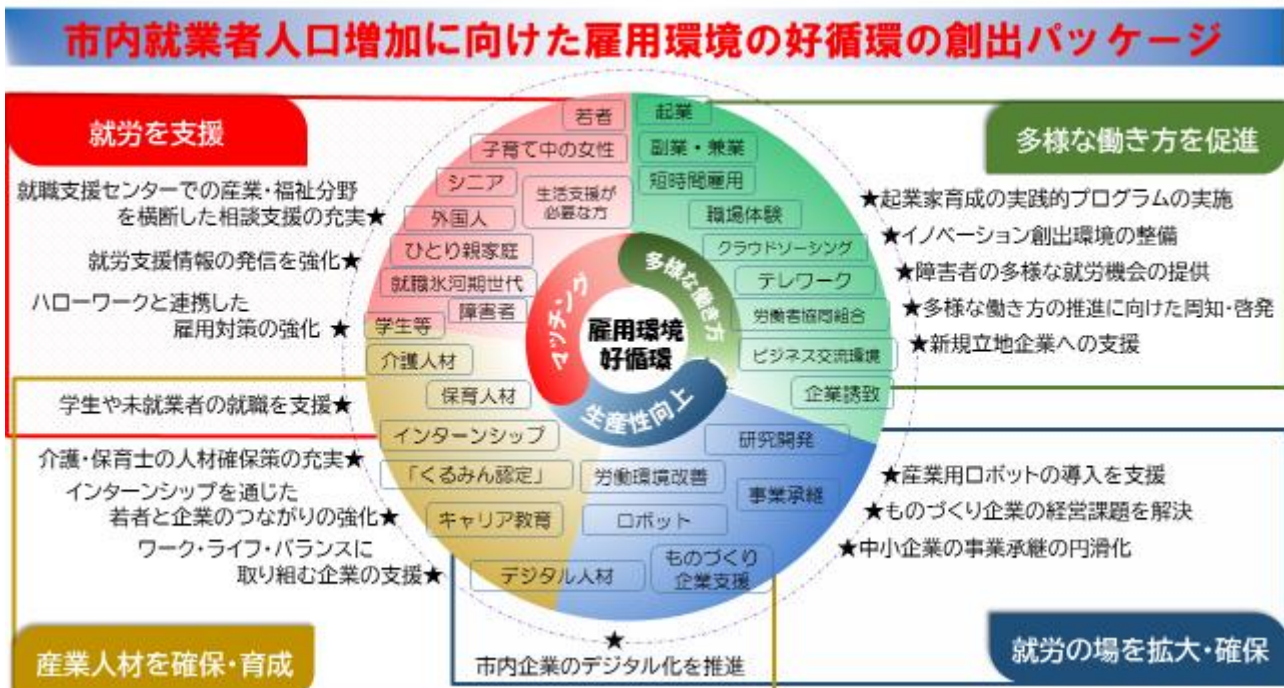 市内就業者人口増加に向けた雇用環境の好循環の創出パッケージ
就労を支援
就職支援センターでの産業・福祉分野
を横断した相談支援の充実★
就労支援情報の発信を強化★
ハローワークと連携した
雇用対策の強化 ★
学生や未就業者の就職を支援★
介護・保育士の人材確保策の充実★
インターンシップを通じた
若者と企業のつながりの強化★
ワーク・ライフ・バランスに
取り組む企業の支援★
産業人材を確保・育成
若者
子育て中の女性
シニア
生活支援が
必要な方
外国人
ひとり親家庭
就職氷河期世代
障害者
学生等
介護人材
保育人材
インターンシップ
「くるみん認定」
キャリア教育
デジタル人材
起業
副業・兼業
短時間雇用
職場体験
クラウドソーシング
テレワーク
労働者協同組合
ビジネス交流環境
企業誘致
研究開発
労働環境改善
事業承継
ロボット
ものづくり
企業支援
マッチング
多様な働き方
生産性向上
雇用環境
好循環
多様な働き方を促進
★起業家育成の実践的プログラムの実施
★イノベーション創出環境の整備
★障害者の多様な就労機会の提供
★多様な働き方の推進に向けた周知・啓発
★新規立地企業への支援
★産業用ロボットの導入を支援
★ものづくり企業の経営課題を解決
★中小企業の事業承継の円滑化
就労の場を拡大・確保
★
市内企業のデジタル化を推進